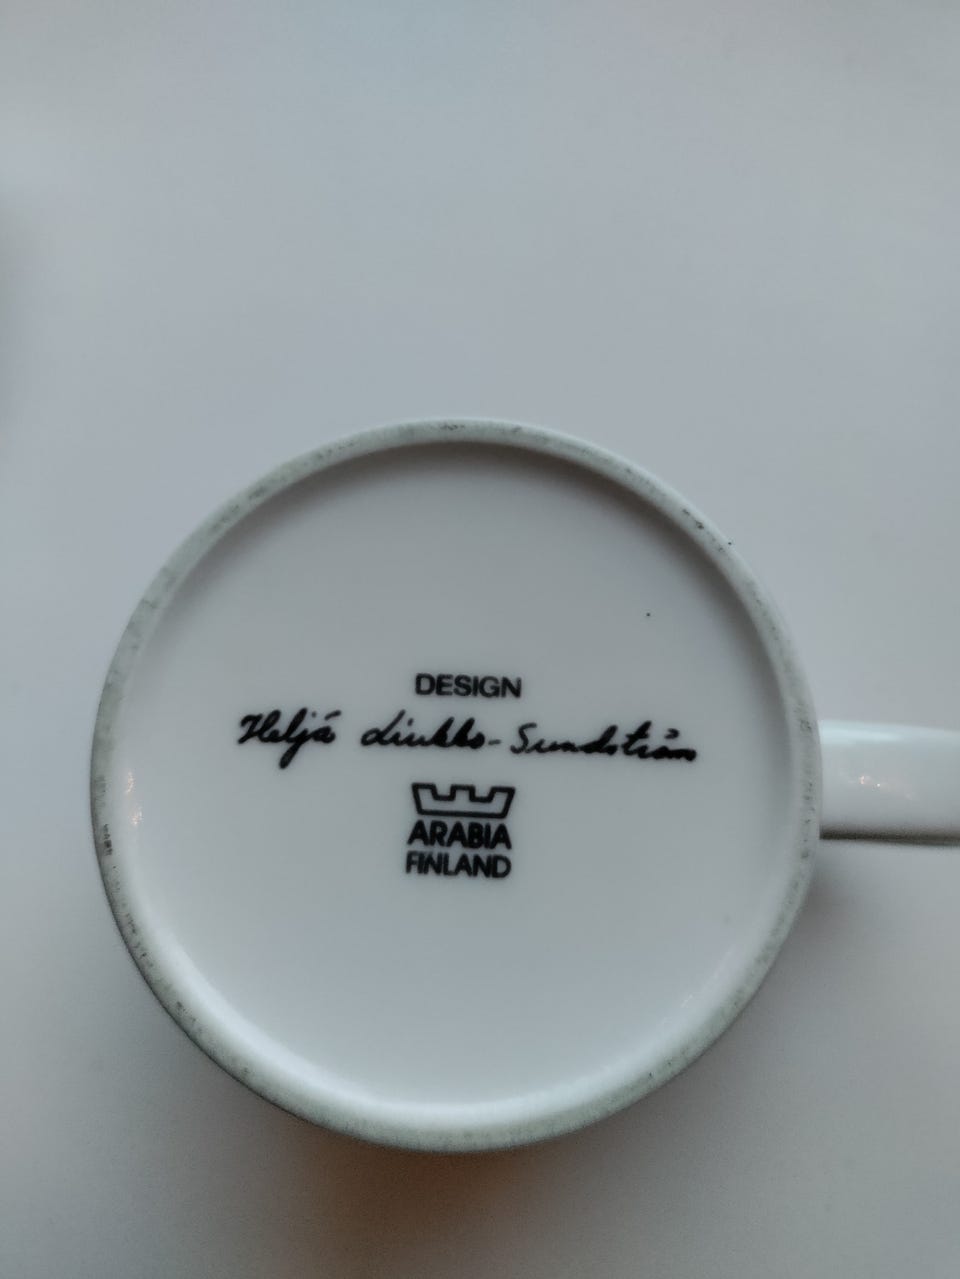 DESIGN
Heljä Liukko-Sundström
ARABIA
FINLAND